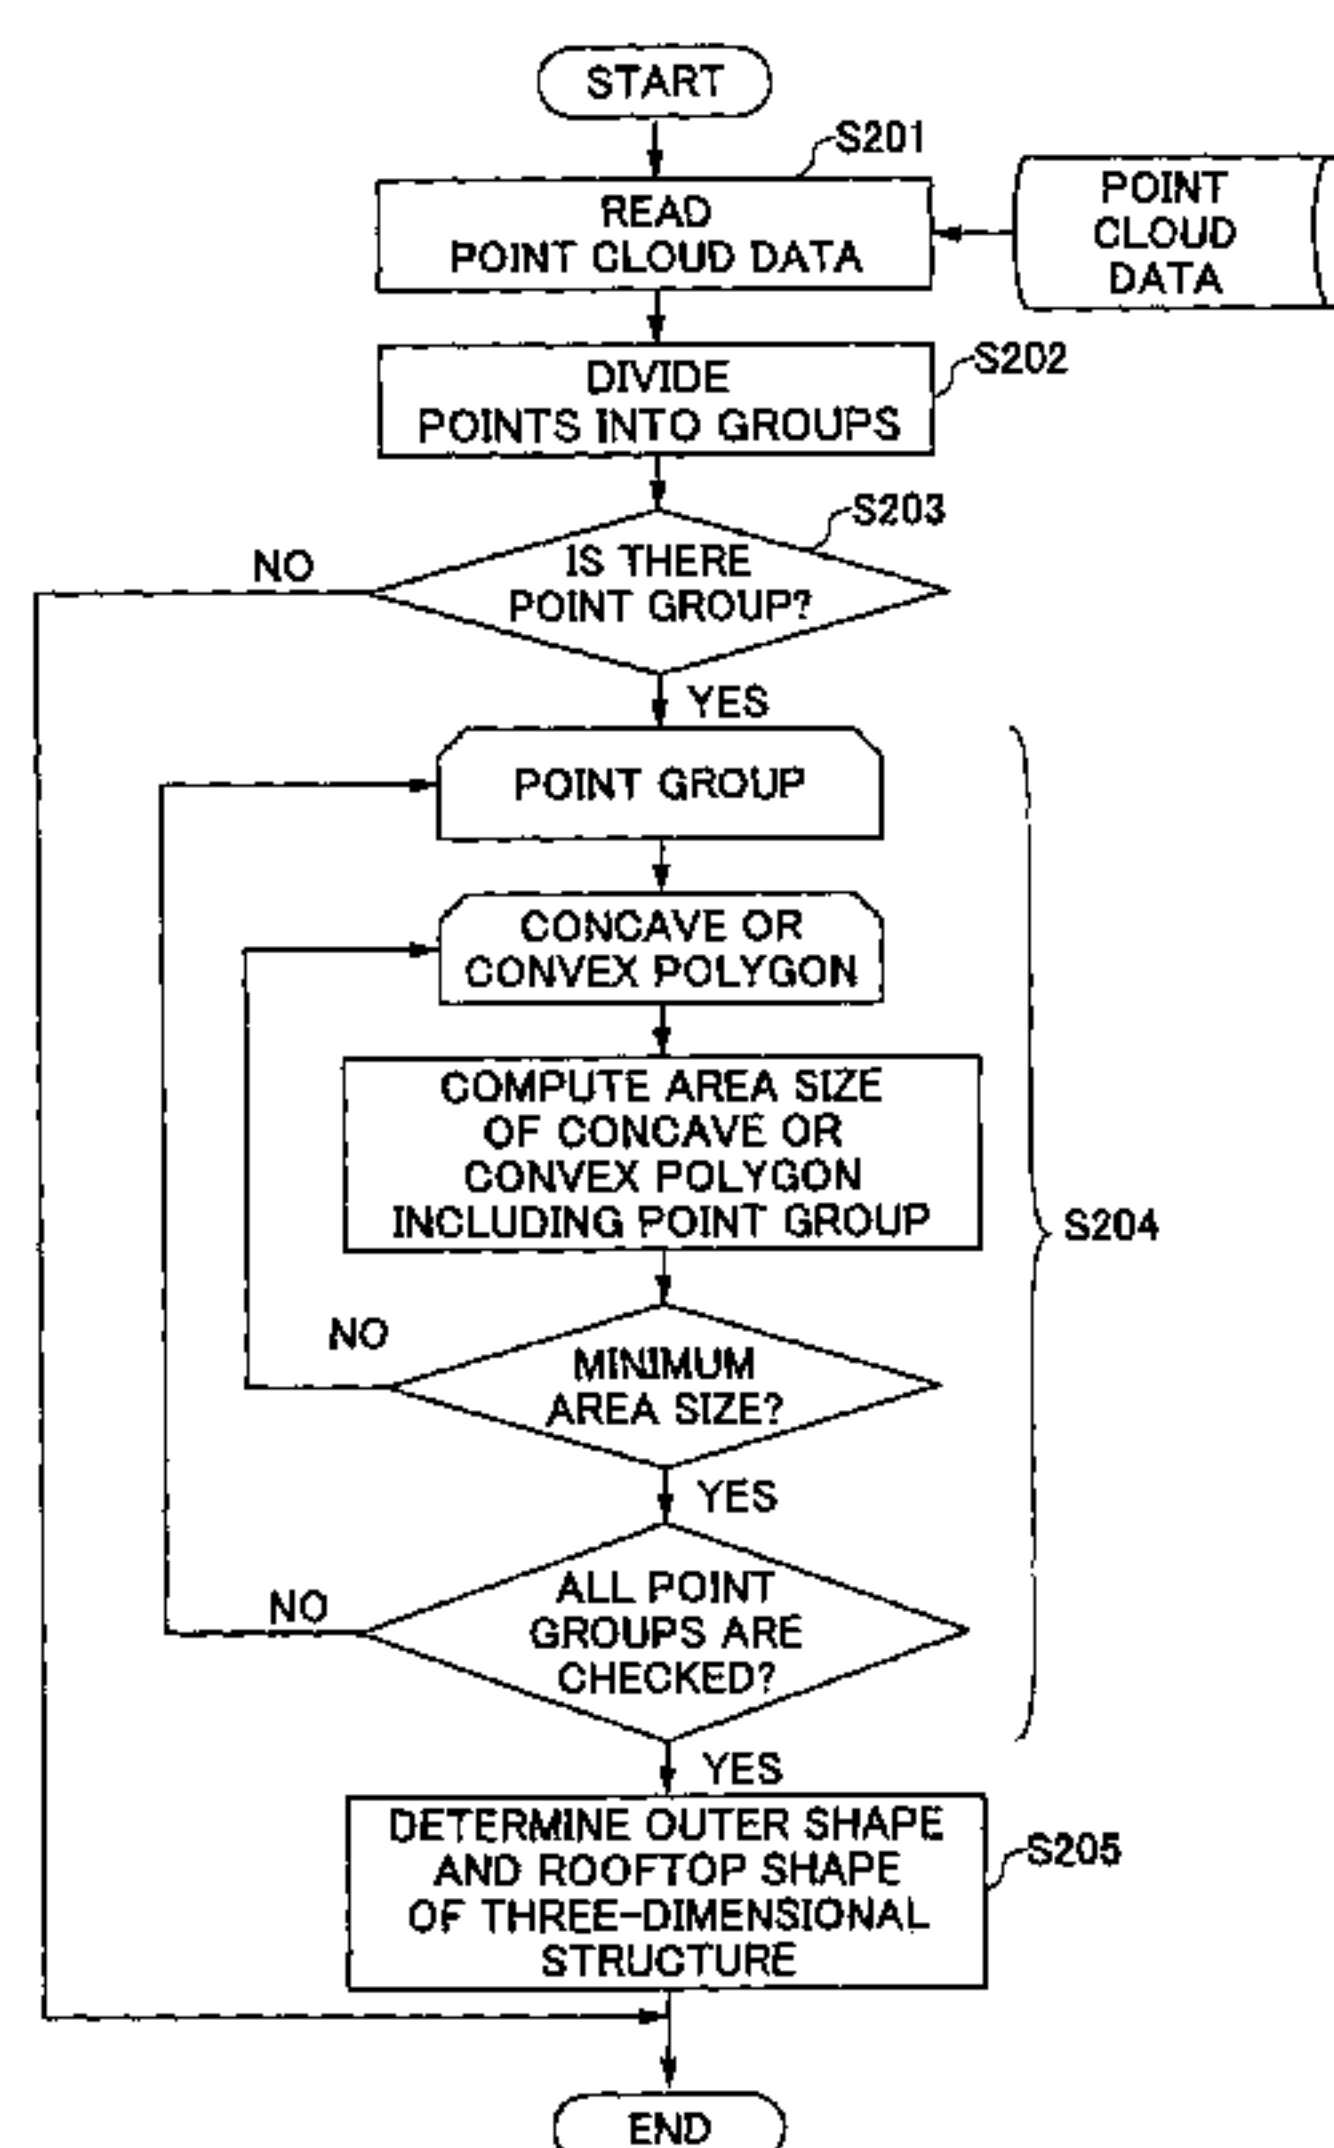 START
S201
READ
POINT CLOUD DATA
POINT
CLOUD
DATA
DIVIDE
POINTS INTO GROUPS
S202
S203
IS THERE
POINT GROUP?
NO
YES
POINT GROUP
CONCAVE OR
CONVEX POLYGON
COMPUTE AREA SIZE
OF CONCAVE OR
CONVEX POLYGON
INCLUDING POINT GROUP
S204
NO
MINIMUM
AREA SIZE?
YES
NO
ALL POINT
GROUPS ARE
CHECKED?
YES
DETERMINE OUTER SHAPE
AND ROOFTOP SHAPE
OF THREE-DIMENSIONAL
STRUCTURE
S205
END